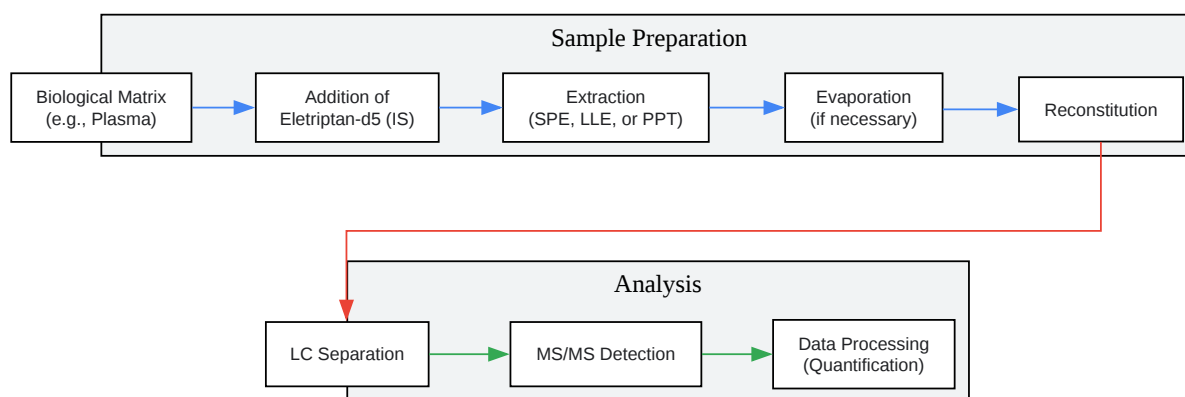 Sample Preparation
Biological Matrix
(e.g., Plasma)
Addition of
Eletriptan-d5 (IS)
Extraction
(SPE, LLE, or PPT)
Evaporation
(if necessary)
Reconstitution
Analysis
LC Separation
MS/MS Detection
Data Processing
(Quantification)